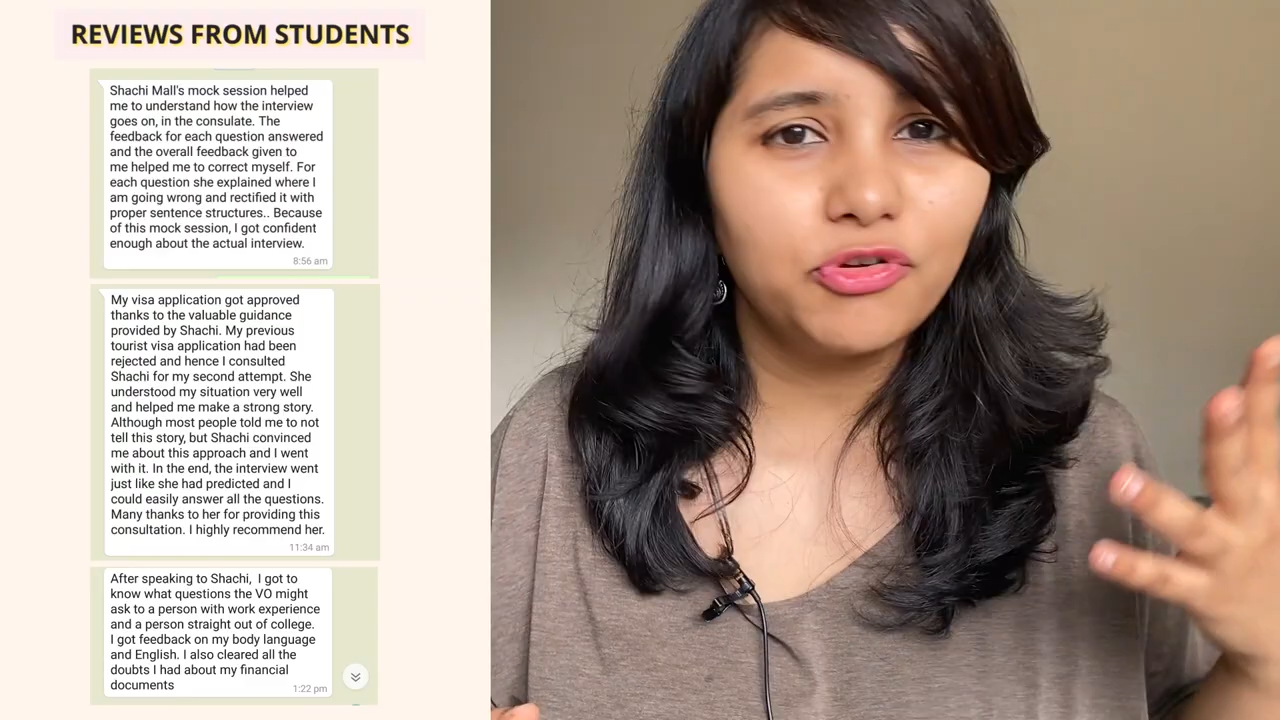 REVIEWS FROM STUDENTS
Shachi Mall's mock session helped
me to understand how the interview
goes on, in the consulate. The
feedback for each question answered
and the overall feedback given to
me helped me to correct myself. For
each question she explained where I
am going wrong and rectified it with
proper sentence structures.. Because
of this mock session, I got confident
enough about the actual interview.
8:56 am
My visa application got approved
thanks to the valuable guidance
provided by Shachi. My previous
tourist visa application had been
rejected and hence I consulted
Shachi for my second attempt. She
understood my situation very well
and helped me make a strong story.
Although most people told me to not
tell this story, but Shachi convinced
me about this approach and I went
with it. In the end, the interview went
just like she had predicted and I
could easily answer all the questions.
Many thanks to her for providing this
consultation. I highly recommend her.
11:34 am
After speaking to Shachi, I got to
know what questions the VO might
ask to a person with work experience
and a person straight out of college.
I got feedback on my body language
and English. I also cleared all the
doubts I had about my financial
documents
1:22 pm